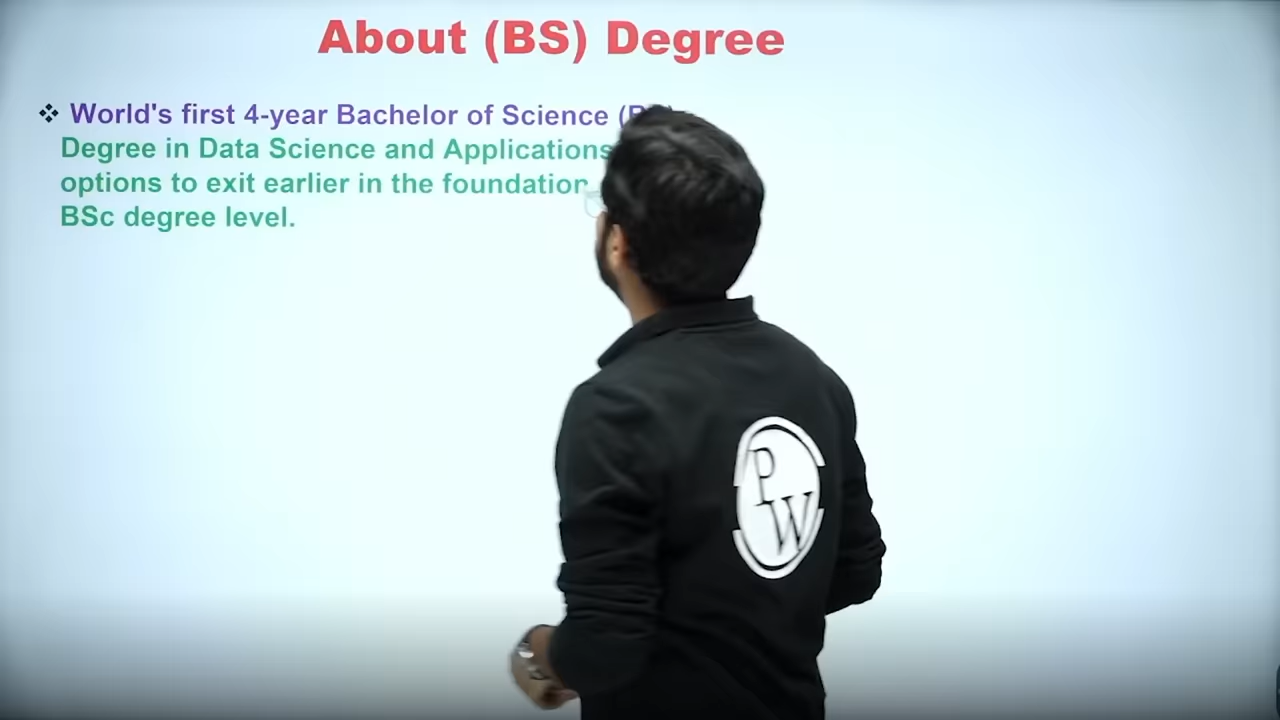 About (BS) Degree
❖ World's first 4-year Bachelor of Science
Degree in Data Science and Applications
options to exit earlier in the foundation
BSc degree level.
P
W